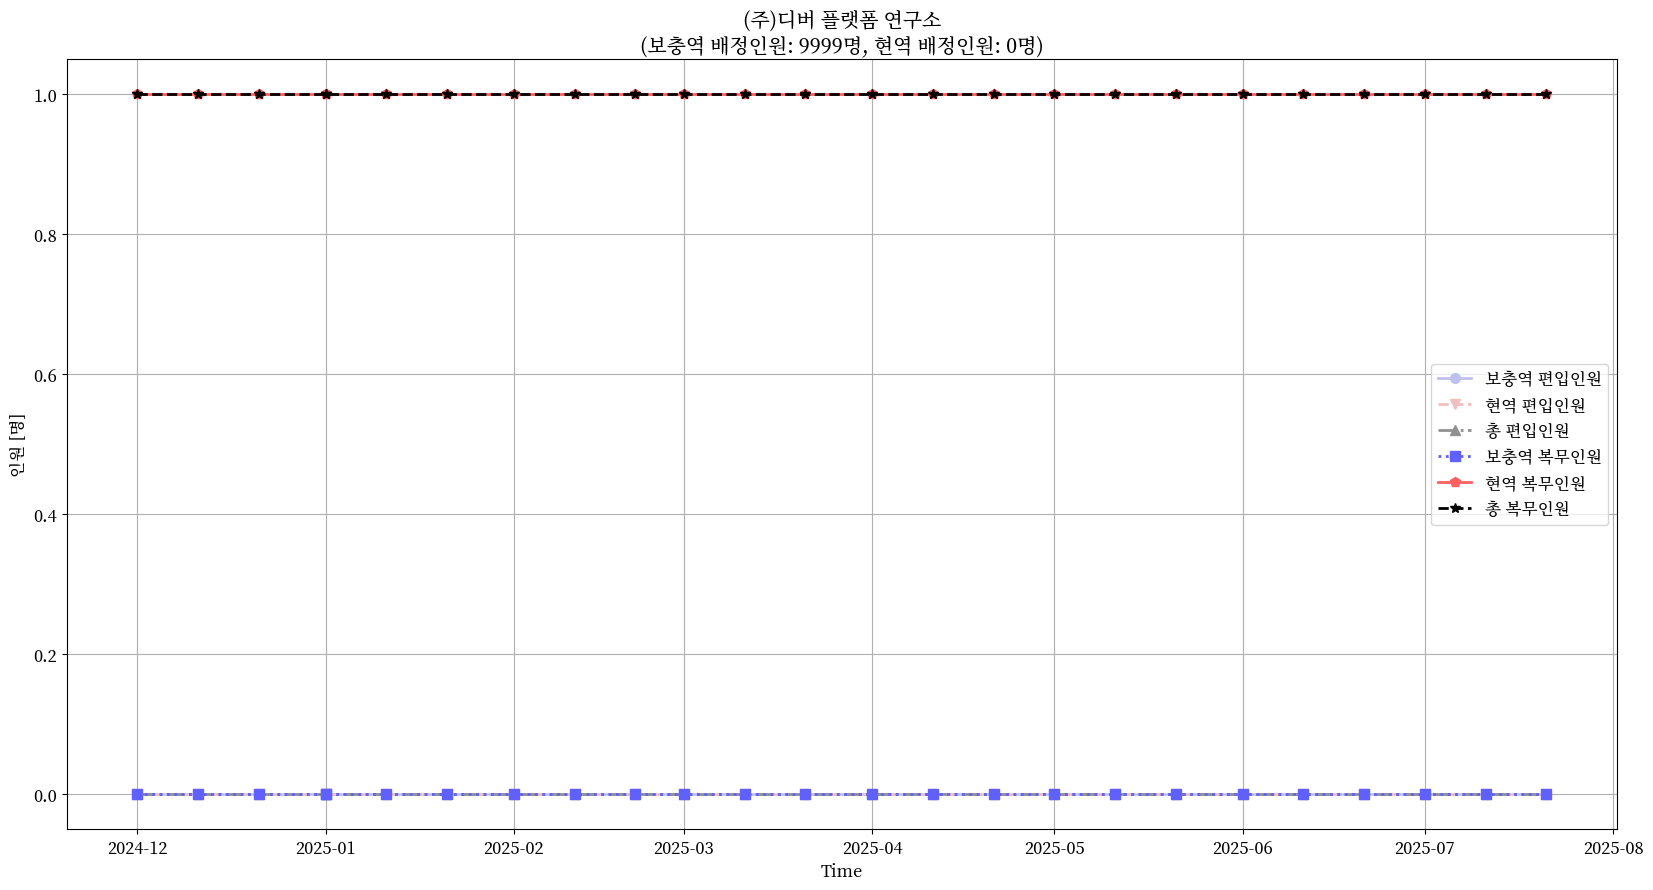 (주)디버 플랫폼 연구소
(보충역 배정인원: 9999명, 현역 배정인원: 0명)
1.0
0.8
0.6
0.4
0.2
0.0
인원 [명]
보충역 편입인원
현역 편입인원
총 편입인원
보충역 복무인원
현역 복무인원
총 복무인원
2024-12
2025-01
2025-02
2025-03
2025-04
2025-05
2025-06
2025-07
2025-08
Time